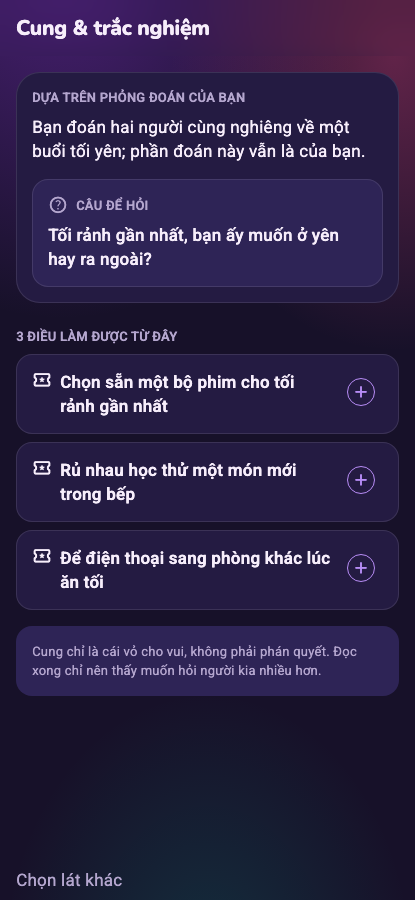 Cung & trắc nghiệm
DỰA TRÊN PHỎNG ĐOÁN CỦA BẠN
Bạn đoán hai người cùng nghiêng về một
buổi tối yên; phần đoán này vẫn là của bạn.
CÂU ĐỂ HỎI
Tối rảnh gần nhất, bạn ấy muốn ở yên
hay ra ngoài?
3 ĐIỀU LÀM ĐƯỢC TỪ ĐÂY
Chọn sẵn một bộ phim cho tối
rảnh gần nhất
Rủ nhau học thử một món mới
trong bếp
Để điện thoại sang phòng khác lúc
ăn tối
Cung chỉ là cái vỏ cho vui, không phải phán quyết. Đọc
xong chỉ nên thấy muốn hỏi người kia nhiều hơn.
Chọn lát khác